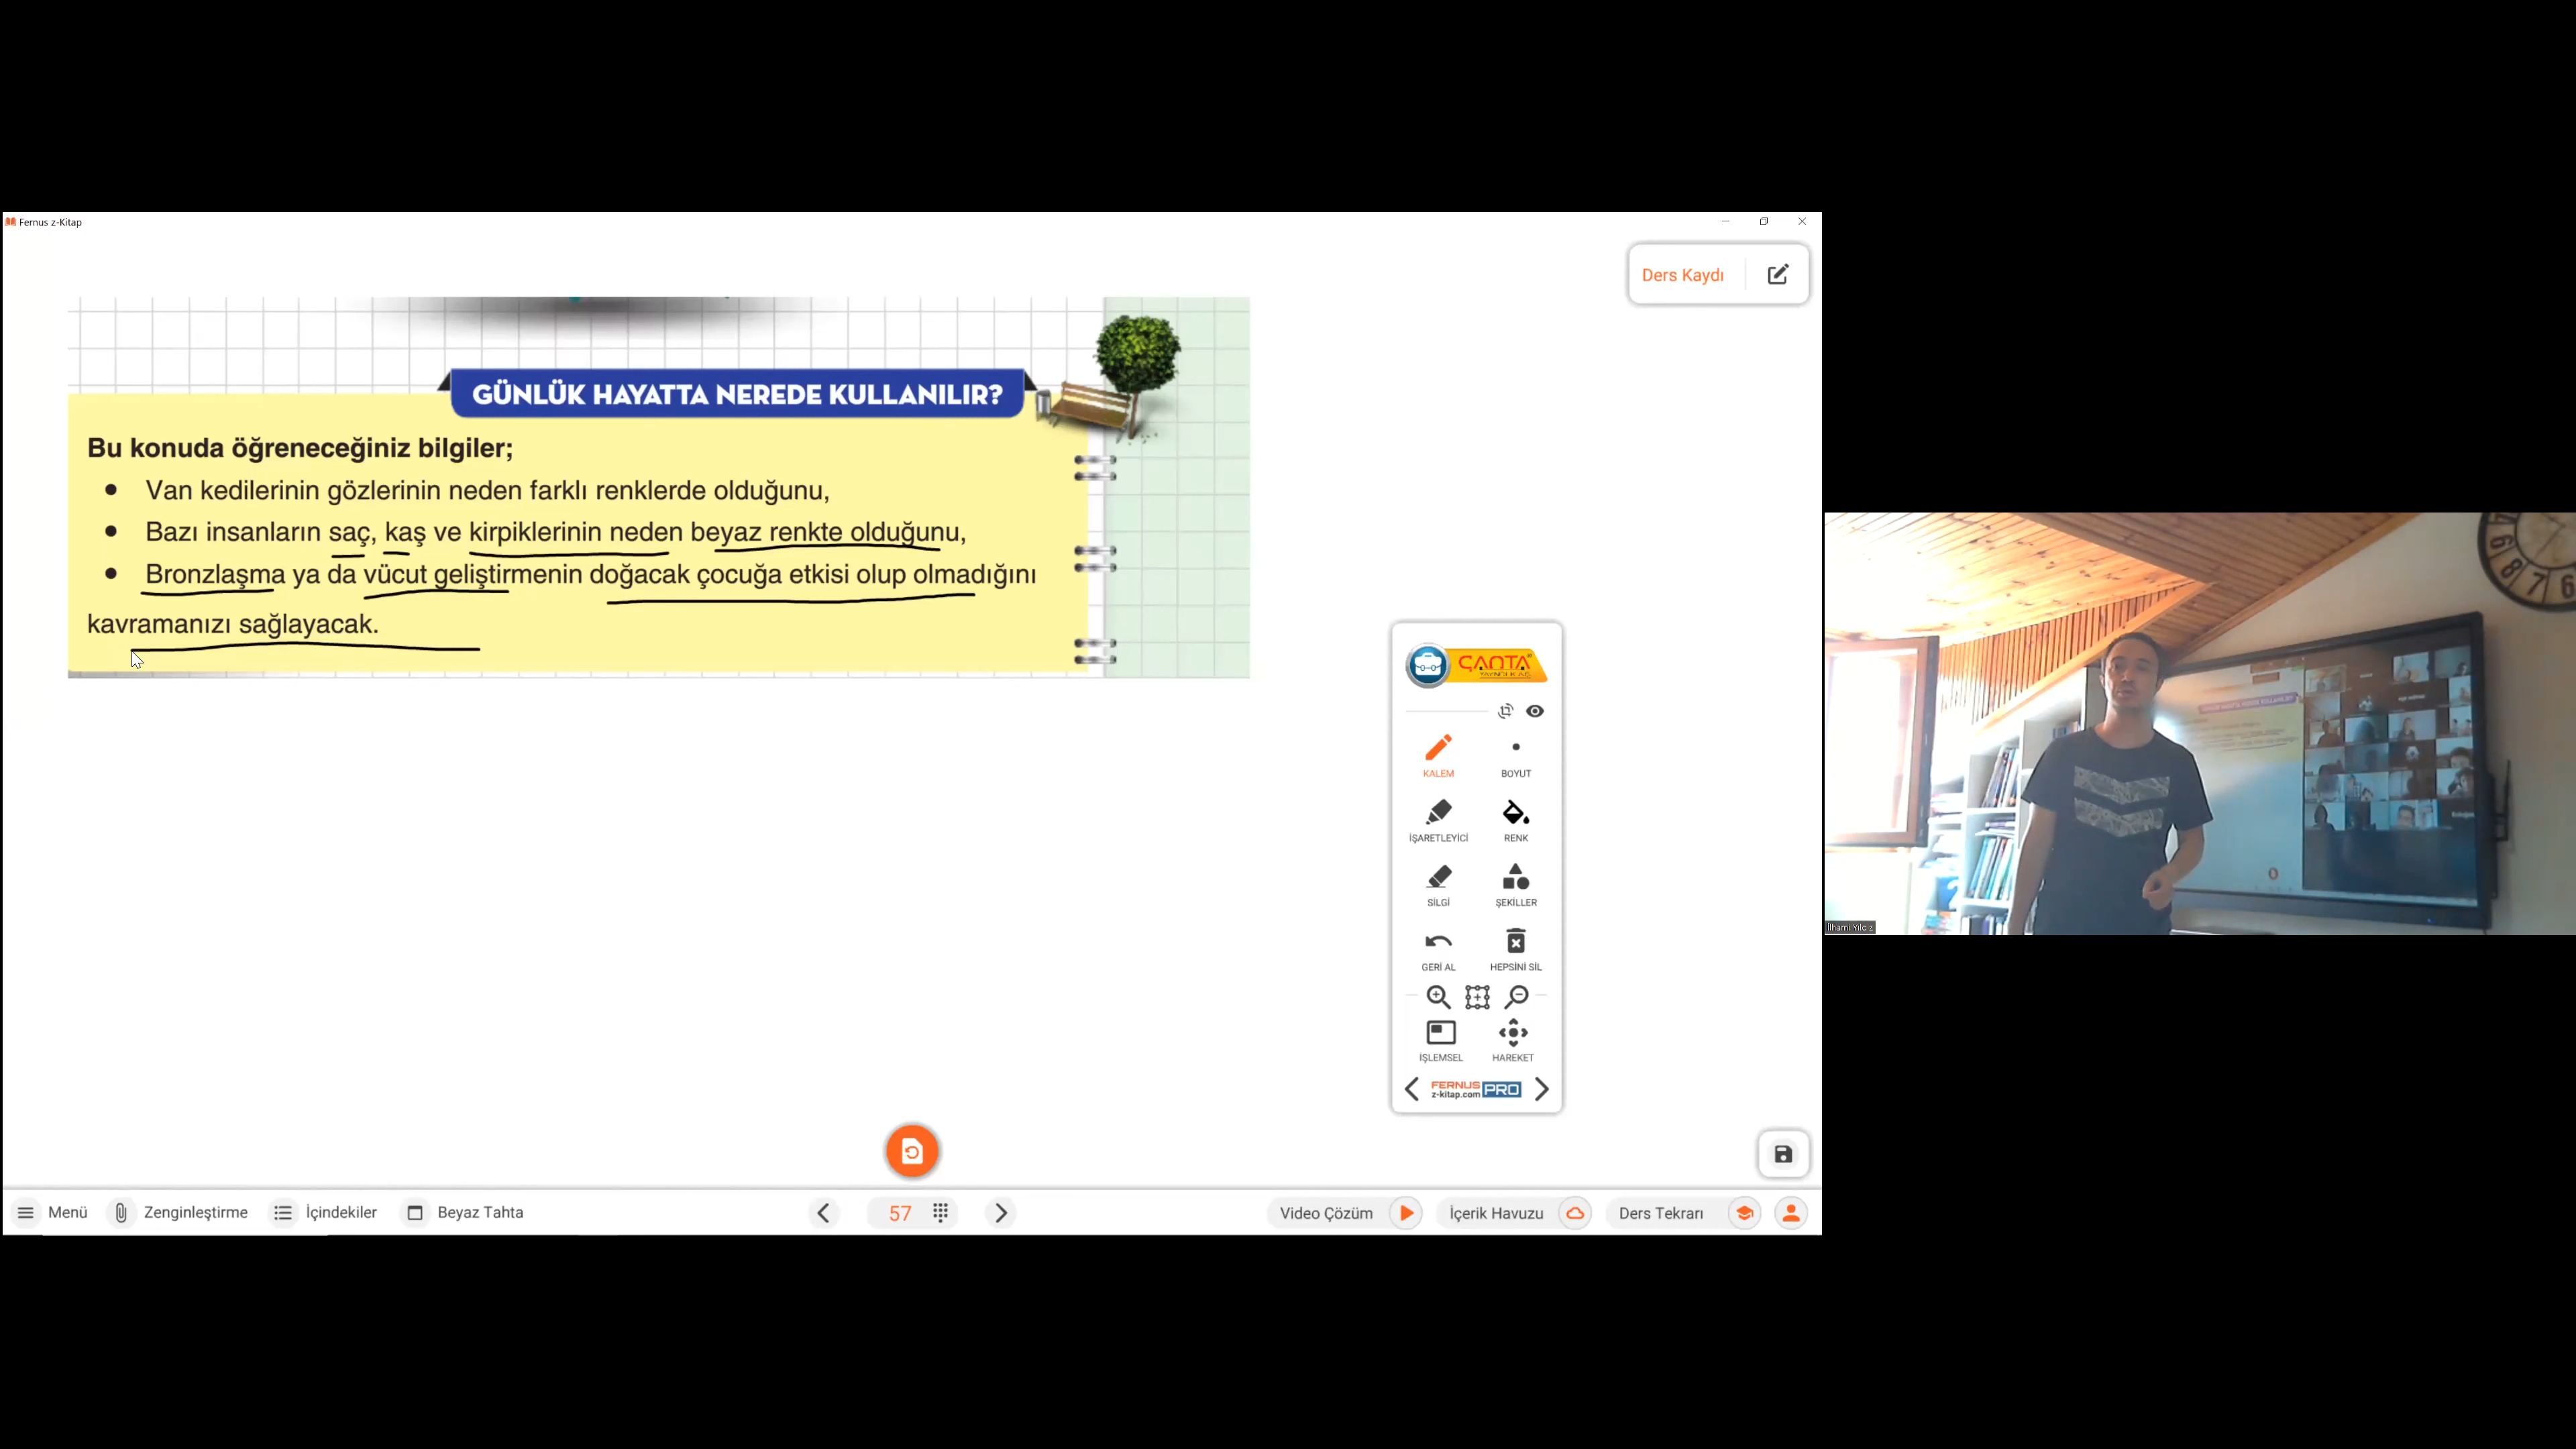 Fernus z-Kitap
Ders Kaydı
GÜNLÜK HAYATTA NEREDE KULLANILIR?
Bu konuda öğreneceğiniz bilgiler;
• Van kedilerinin gözlerinin neden farklı renklerde olduğunu,
• Bazı insanların saç, kaş ve kirpiklerinin neden beyaz renkte olduğunu,
• Bronzlaşma ya da vücut geliştirmenin doğacak çocuğa etkisi olup olmadığını
kavramanızı sağlayacak.
ÇANTA
KALEM BOYUT
İŞARETLEYİCİ RENK
SİLGİ ŞEKİLLER
GERİ AL HEPSİNİ SİL
İŞLEMSEL HAREKET
FERNUS PRO
z-kitap.com
İlhami Yıldız
Menü Zenginleştirme İçindekiler Beyaz Tahta 57 Video Çözüm İçerik Havuzu Ders Tekrarı